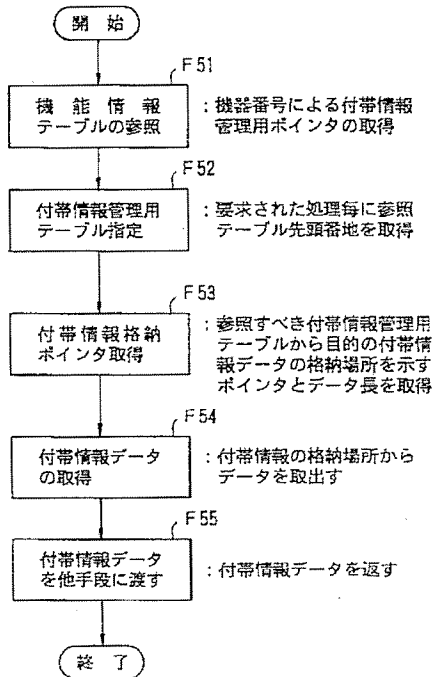 開始
F51
機能情報
テーブルの参照
：機器番号による付帯情報
管理用ポインタの取得
F52
付帯情報管理用
テーブル指定
：要求された処理毎に参照
テーブル先頭番地を取得
F53
付帯情報格納
ポインタ取得
：参照すべき付帯情報管理用
テーブルから目的の付帯情
報データの格納場所を示す
ポインタとデータ長を取得
F54
付帯情報データ
の取得
：付帯情報の格納場所から
データを取出す
F55
付帯情報データ
を他手段に渡す
：付帯情報データを返す
終了